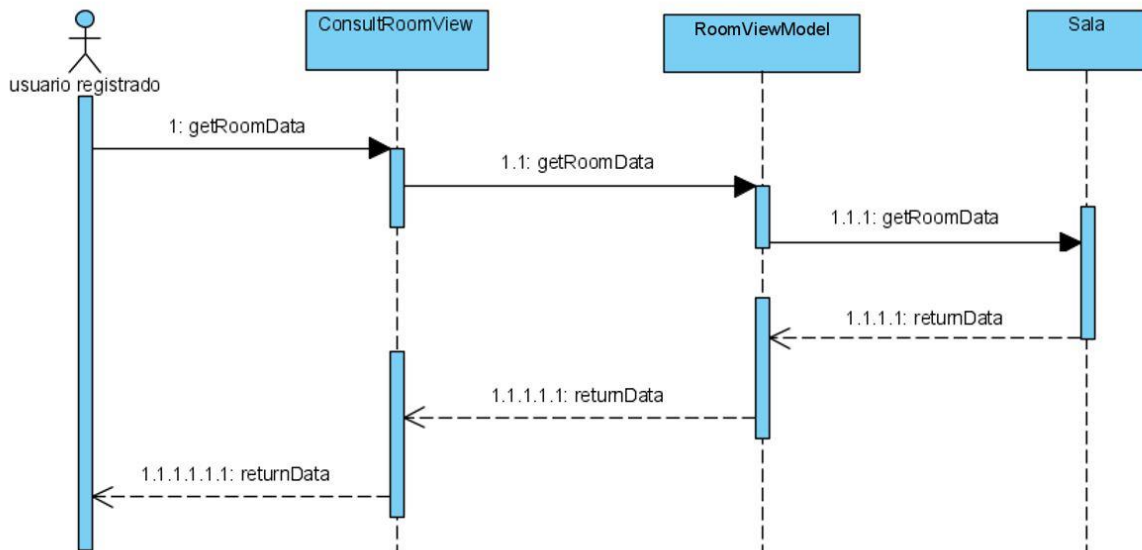 ConsultRoomView
RoomViewModel
Sala
usuario registrado
1: getRoomData
1.1: getRoomData
1.1.1: getRoomData
1.1.1.1: returnData
1.1.1.1.1: returnData
1.1.1.1.1.1: returnData